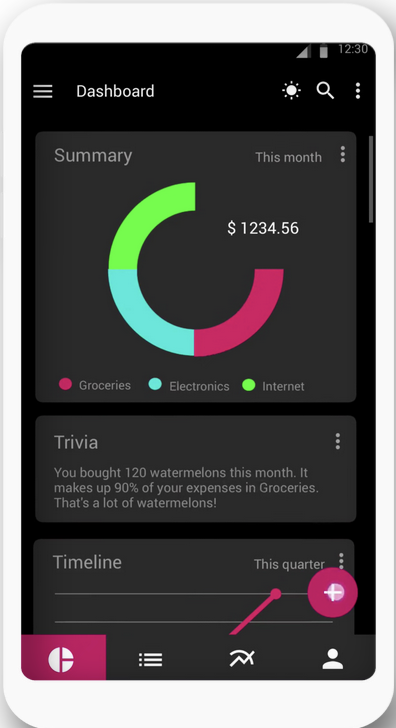 12:30
Dashboard
Summary
This month
$ 1234.56
Groceries
Electronics
Internet
Trivia
You bought 120 watermelons this month. It
makes up 90% of your expenses in Groceries.
That's a lot of watermelons!
Timeline
This quarter